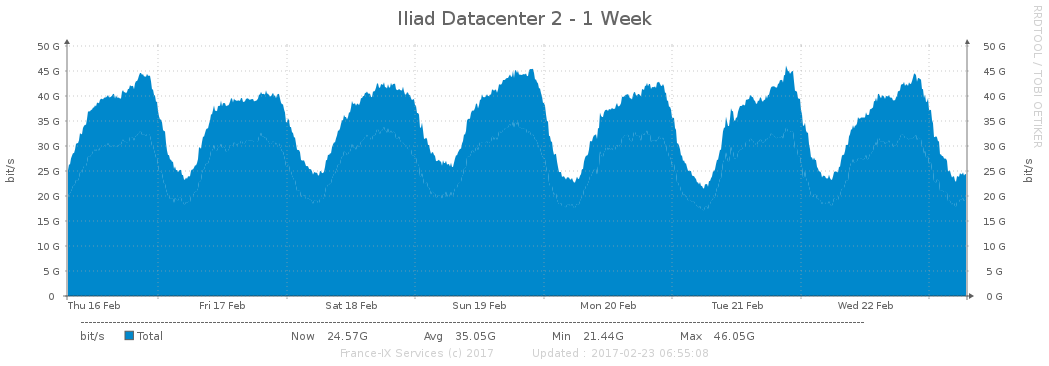 Iliad Datacenter 2 - 1 Week
RRDTOOL / TOBI OETIKER
bit/s
50 G 50 G
45 G 45 G
40 G 40 G
35 G 35 G
30 G 30 G
25 G 25 G
20 G 20 G
15 G 15 G
10 G 10 G
5 G 5 G
0 0 G
bit/s
Thu 16 Feb Fri 17 Feb Sat 18 Feb Sun 19 Feb Mon 20 Feb Tue 21 Feb Wed 22 Feb
bit/s Total Now 24.57G Avg 35.05G Min 21.44G Max 46.05G
France-IX Services (c) 2017 Updated : 2017-02-23 06:55:08